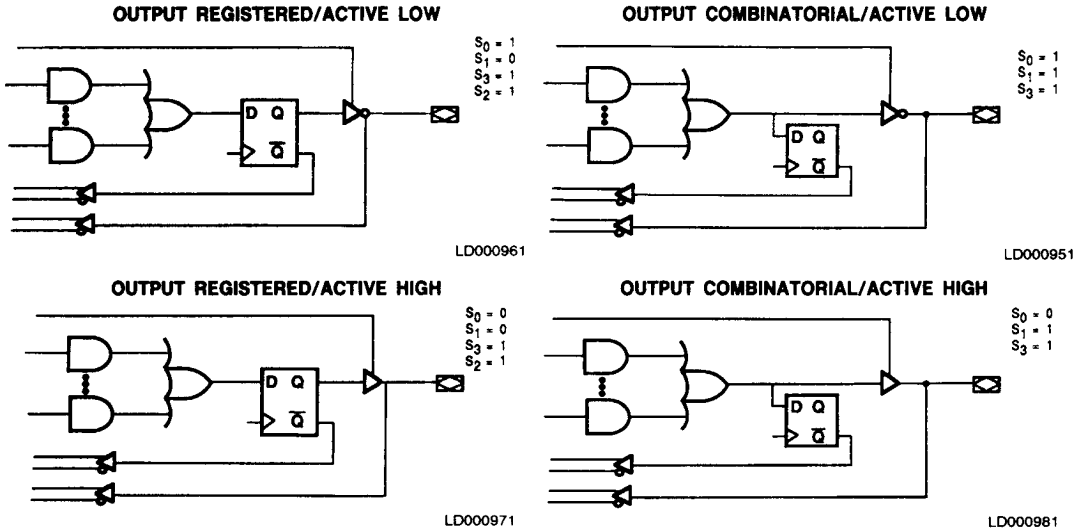 OUTPUT REGISTERED/ACTIVE LOW
S0 = 1
S1 = 0
S3 = 1
S2 = 1
D Q
Q̅
LD000961
OUTPUT COMBINATORIAL/ACTIVE LOW
S0 = 1
S1 = 1
S3 = 1
D Q
Q̅
LD000951
OUTPUT REGISTERED/ACTIVE HIGH
S0 = 0
S1 = 0
S3 = 1
S2 = 1
D Q
Q̅
LD000971
OUTPUT COMBINATORIAL/ACTIVE HIGH
S0 = 0
S1 = 1
S3 = 1
D Q
Q̅
LD000981